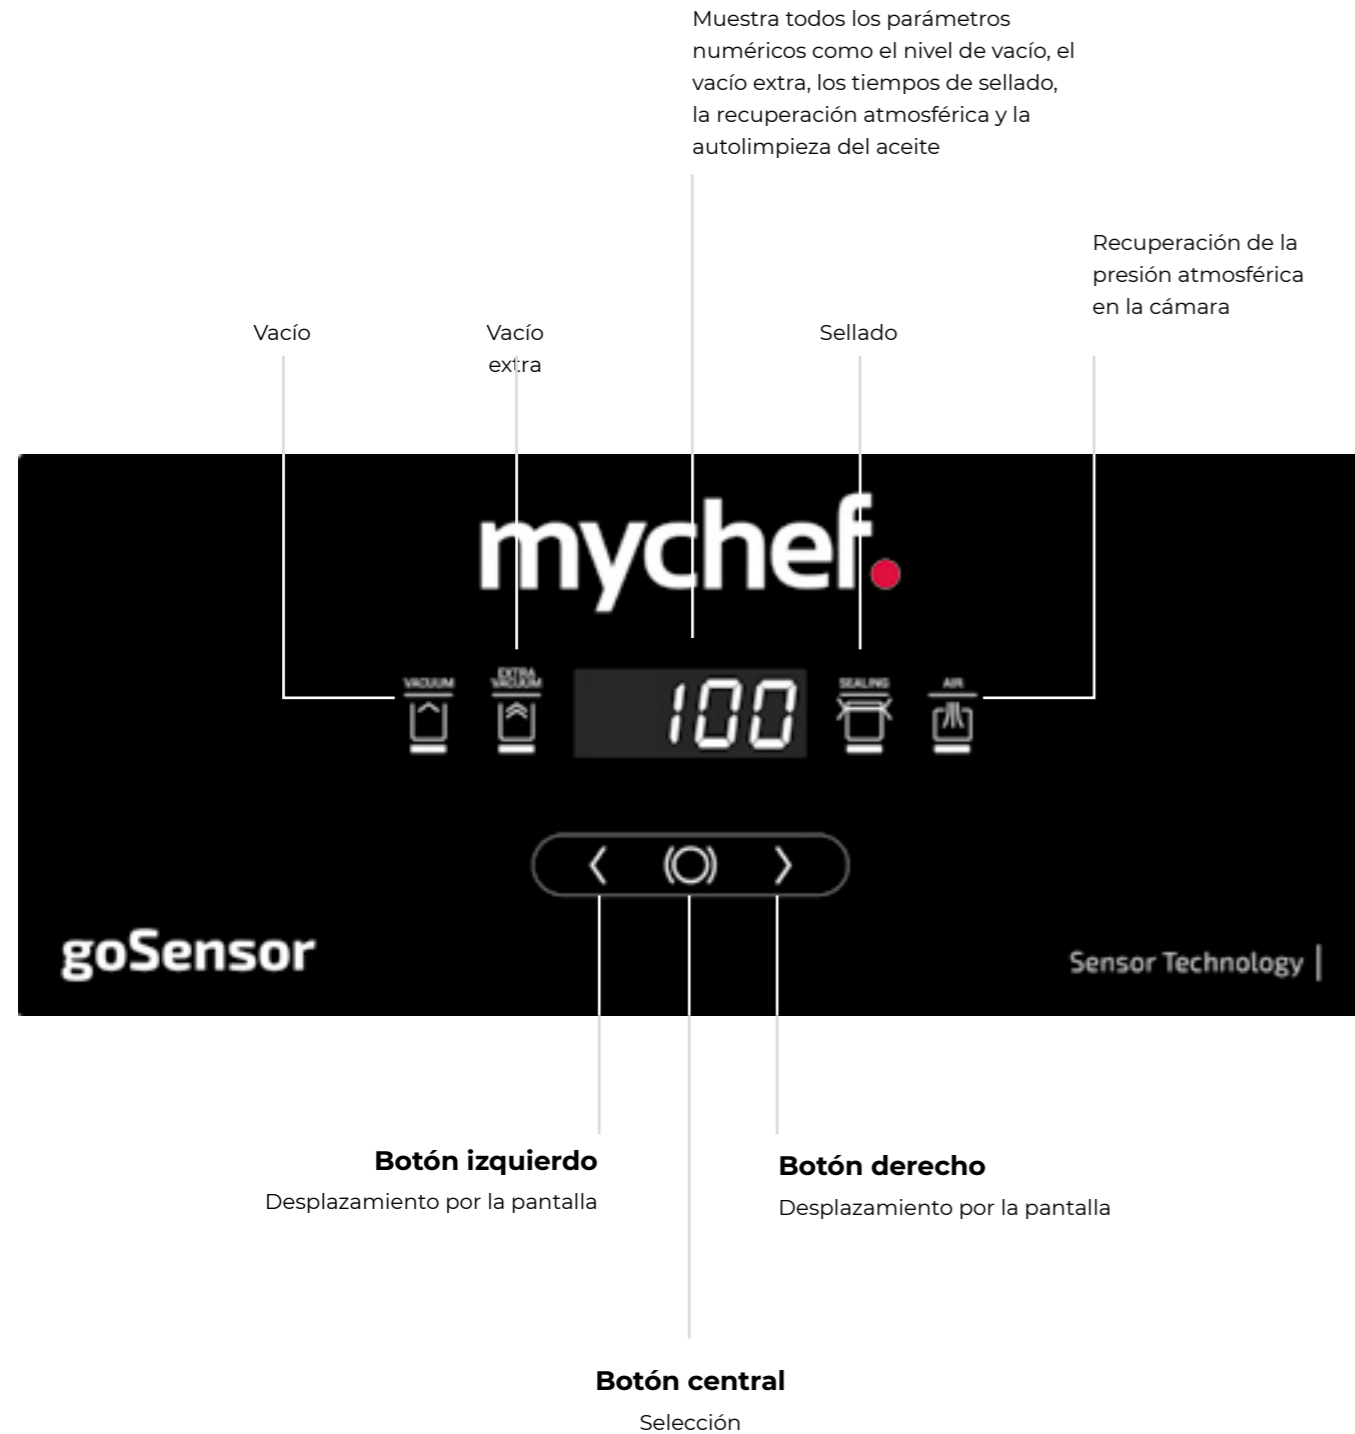 Muestra todos los parámetros
numéricos como el nivel de vacío, el
vacío extra, los tiempos de sellado,
la recuperación atmosférica y la
autolimpieza del aceite
Recuperación de la
presión atmosférica
en la cámara
Vacío
Vacío
extra
Sellado
mychef.
VACUUM
EXTRA
VACUUM
100
SEALING
AIR
goSensor
Sensor Technology
Botón izquierdo
Desplazamiento por la pantalla
Botón derecho
Desplazamiento por la pantalla
Botón central
Selección